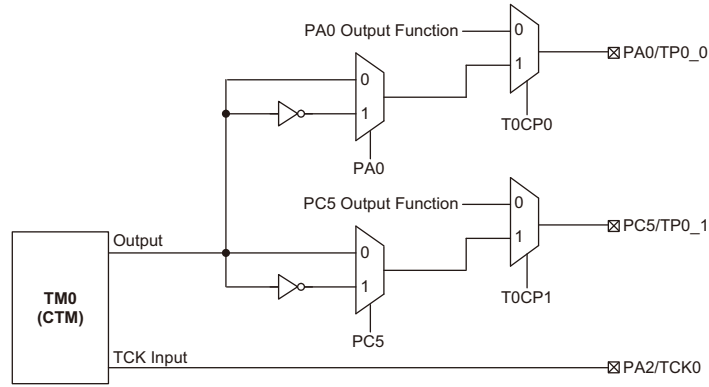 PA0 Output Function
0
1
PA0/TP0_0
T0CP0
0
1
PA0
PC5 Output Function
0
1
PC5/TP0_1
T0CP1
Output
0
1
PC5
TM0
(CTM)
TCK Input
PA2/TCK0